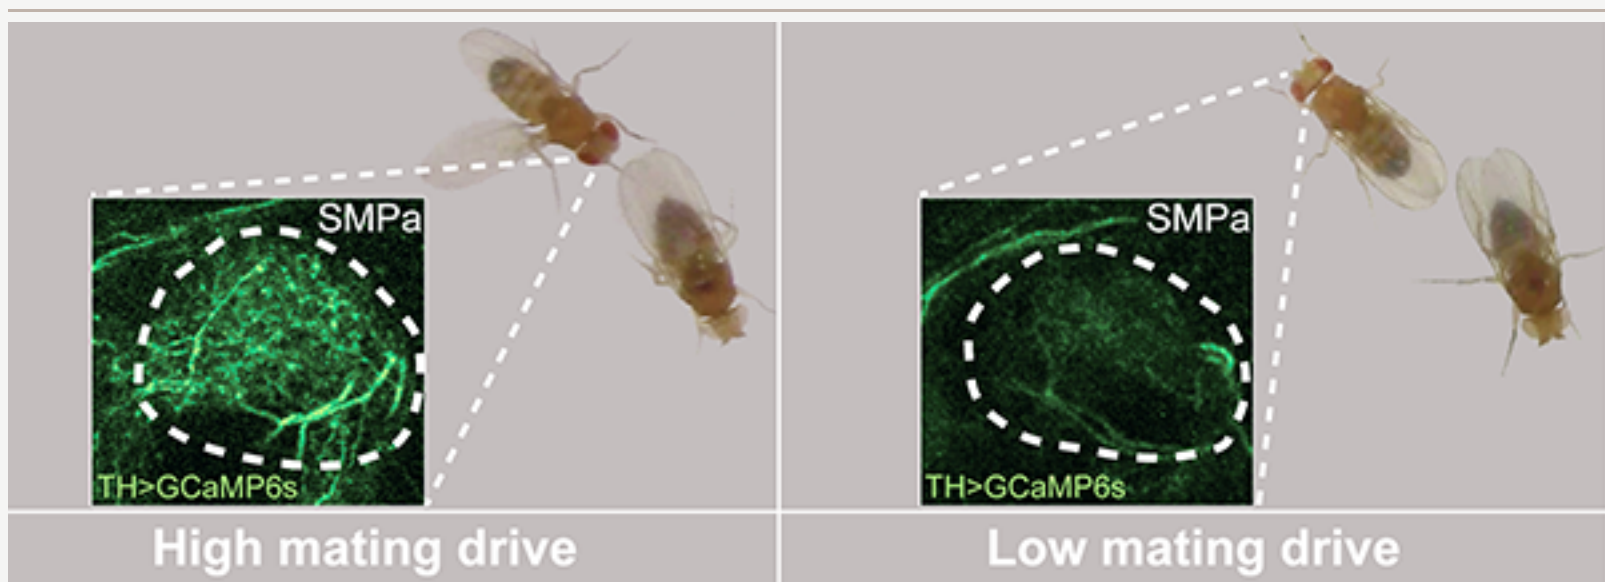 SMPa
TH>GCaMP6s
High mating drive
SMPa
TH>GCaMP6s
Low mating drive